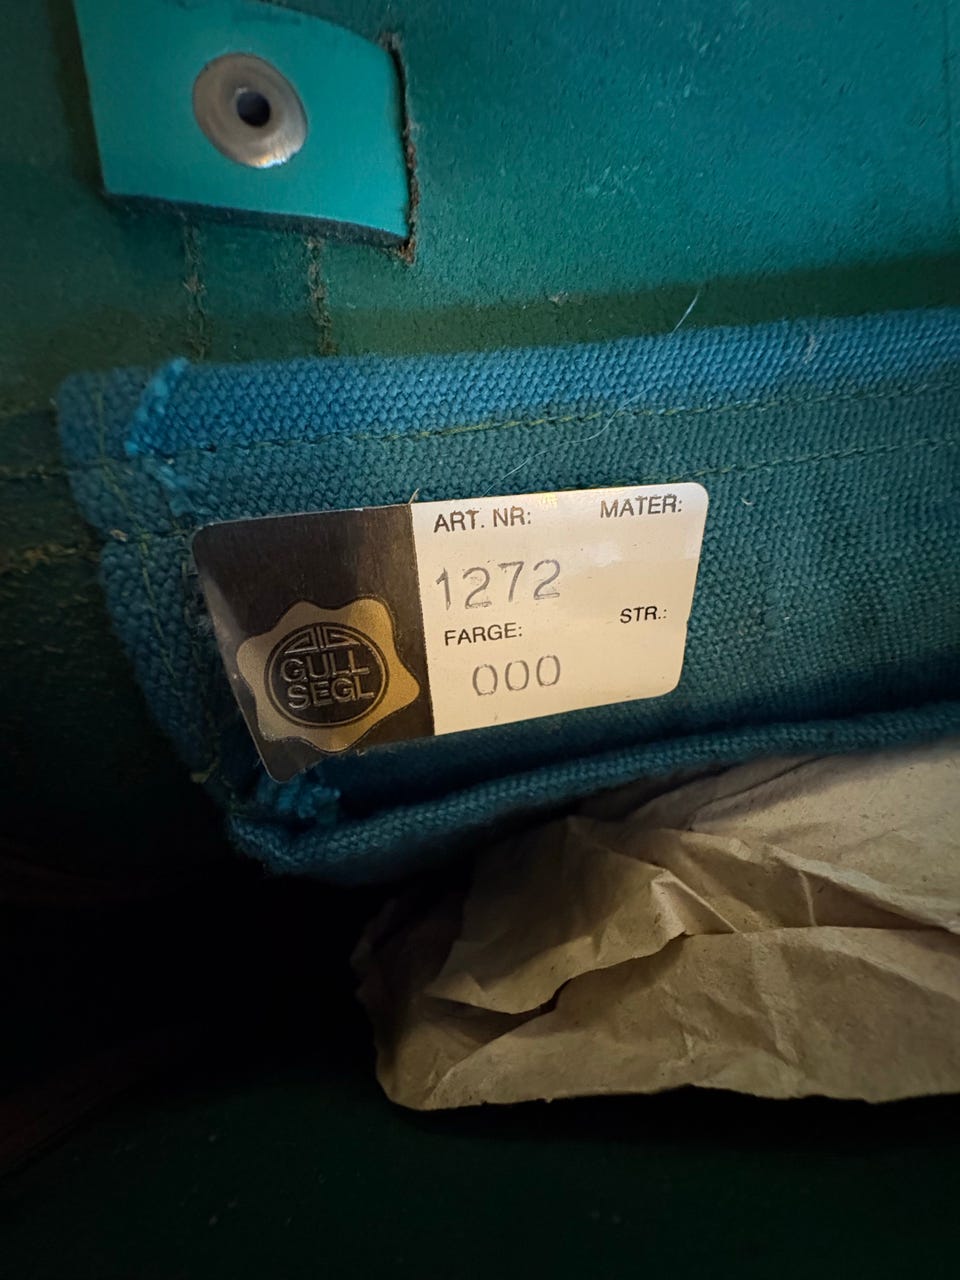 GULL
SEGL
ART. NR: MATER:
1272
FARGE: STR.:
000